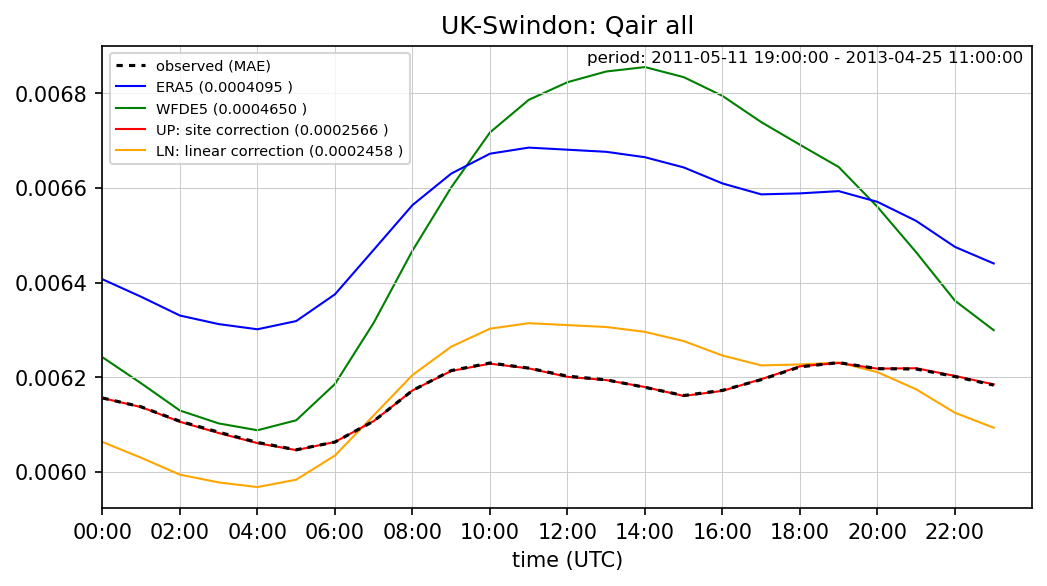 UK-Swindon: Qair all
period: 2011-05-11 19:00:00 - 2013-04-25 11:00:00
observed (MAE)
ERA5 (0.0004095 )
WFDE5 (0.0004650 )
UP: site correction (0.0002566 )
LN: linear correction (0.0002458 )
0.0068
0.0066
0.0064
0.0062
0.0060
00:00 02:00 04:00 06:00 08:00 10:00 12:00 14:00 16:00 18:00 20:00 22:00
time (UTC)